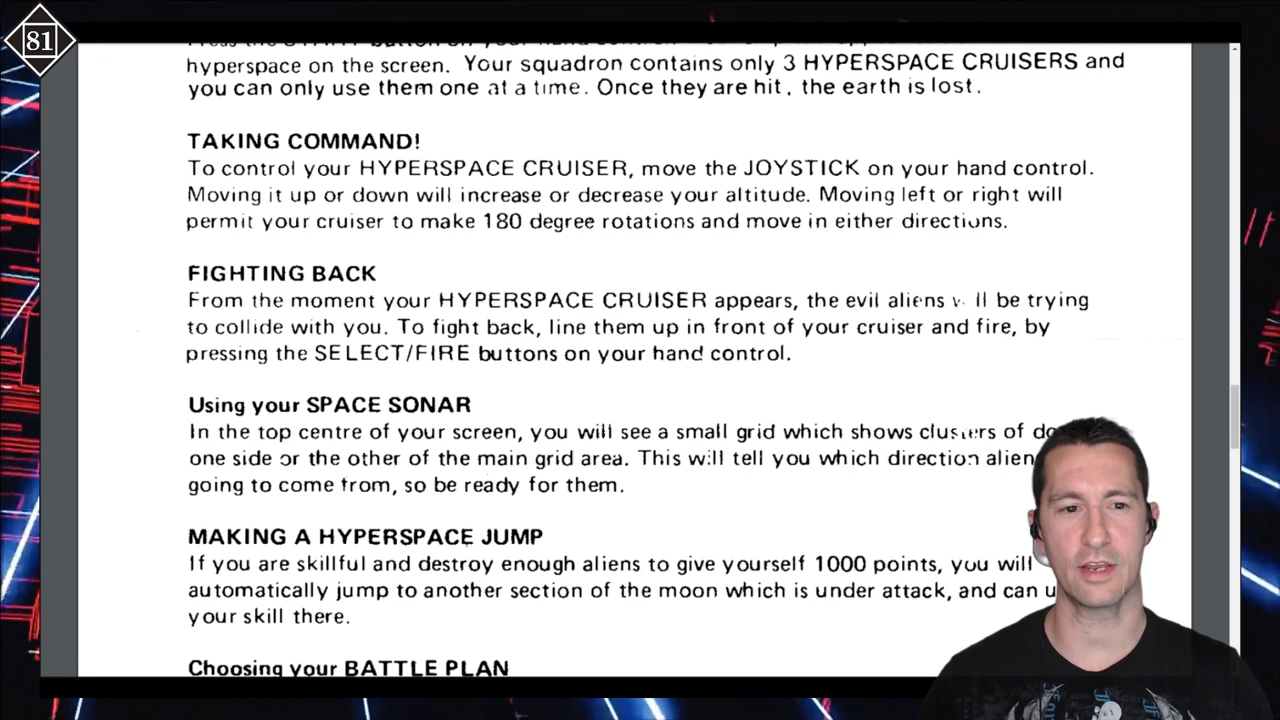 81
hyperspace on the screen. Your squadron contains only 3 HYPERSPACE CRUISERS and
you can only use them one at a time. Once they are hit, the earth is lost.
TAKING COMMAND!
To control your HYPERSPACE CRUISER, move the JOYSTICK on your hand control.
Moving it up or down will increase or decrease your altitude. Moving left or right will
permit your cruiser to make 180 degree rotations and move in either directions.
FIGHTING BACK
From the moment your HYPERSPACE CRUISER appears, the evil aliens will be trying
to collide with you. To fight back, line them up in front of your cruiser and fire, by
pressing the SELECT/FIRE buttons on your hand control.
Using your SPACE SONAR
In the top centre of your screen, you will see a small grid which shows clusters of
one side or the other of the main grid area. This will tell you which direction
going to come from, so be ready for them.
MAKING A HYPERSPACE JUMP
If you are skillful and destroy enough aliens to give yourself 1000 points, you will
automatically jump to another section of the moon which is under attack, and can
your skill there.
Choosing your BATTLE PLAN